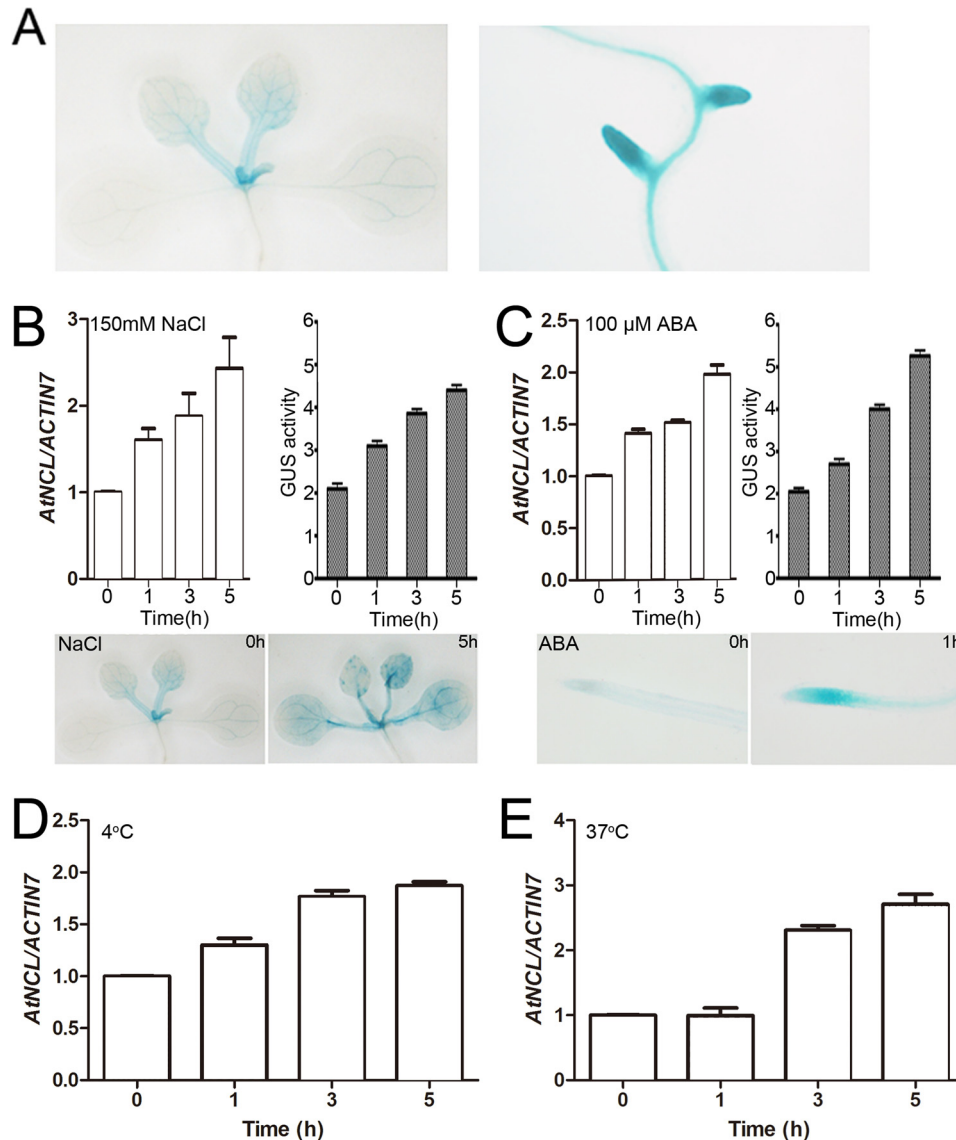 A
B
150mM NaCl
AtNCL/ACTIN7
3
2
1
0
0 1 3 5
Time(h)
GUS activity
6
5
4
3
2
1
0
0 1 3 5
Time(h)
C
100 µM ABA
AtNCL/ACTIN7
2.5
2.0
1.5
1.0
0.5
0.0
0 1 3 5
Time(h)
GUS activity
6
5
4
3
2
1
0
0 1 3 5
Time(h)
NaCl 0h 5h
ABA 0h 1h
D
4°C
AtNCL/ACTIN7
2.5
2.0
1.5
1.0
0.5
0.0
0 1 3 5
Time (h)
E
37°C
AtNCL/ACTIN7
4
3
2
1
0
0 1 3 5
Time (h)